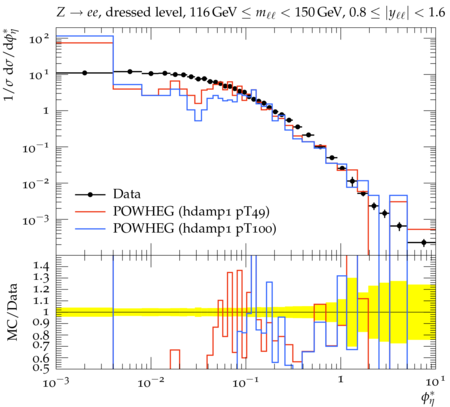 Z → ee, dressed level, 116 GeV ≤ mℓℓ < 150 GeV, 0.8 ≤ |yℓℓ| < 1.6
1/σ dσ/dϕ*η
10²
10¹
1
10⁻¹
10⁻²
10⁻³
Data
POWHEG (hdamp1 pT49)
POWHEG (hdamp1 pT100)
MC/Data
1.4
1.3
1.2
1.1
1
0.9
0.8
0.7
0.6
0.5
10⁻³ 10⁻² 10⁻¹ 1 10¹
ϕ*η